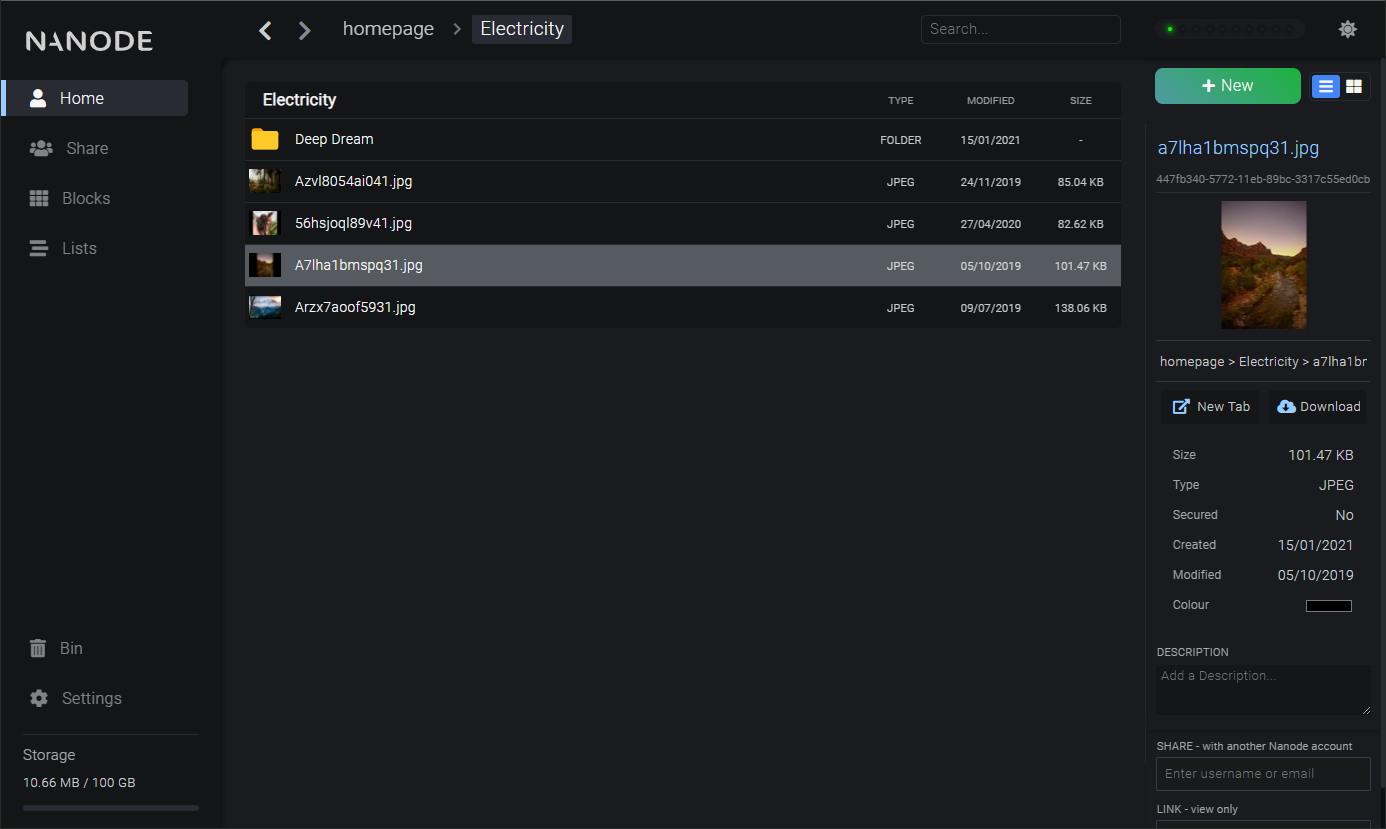 NANODE
homepage > Electricity
Search...
Home
Share
Blocks
Lists
Bin
Settings
Storage
10.66 MB / 100 GB
Electricity TYPE MODIFIED SIZE
Deep Dream FOLDER 15/01/2021 -
Azvl8054ai041.jpg JPEG 24/11/2019 85.04 KB
56hsjoql89v41.jpg JPEG 27/04/2020 82.62 KB
A7lha1bmspq31.jpg JPEG 05/10/2019 101.47 KB
Arzx7aoof5931.jpg JPEG 09/07/2019 138.06 KB
+ New
a7lha1bmspq31.jpg
447fb340-5772-11eb-89bc-3317c55ed0cb
homepage > Electricity > a7lha1br
New Tab Download
Size 101.47 KB
Type JPEG
Secured No
Created 15/01/2021
Modified 05/10/2019
Colour
DESCRIPTION
Add a Description...
SHARE - with another Nanode account
Enter username or email
LINK - view only